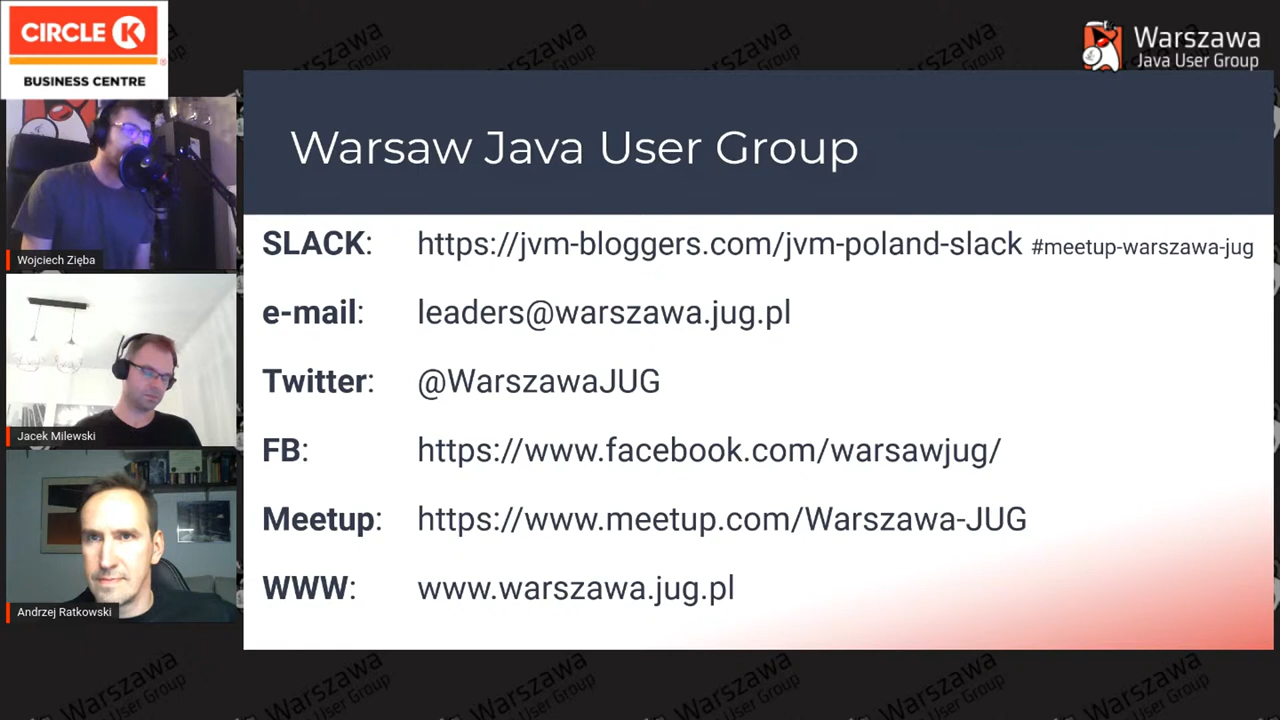 CIRCLE K
BUSINESS CENTRE
Warszawa
Java User Group
Warsaw Java User Group
SLACK: https://jvm-bloggers.com/jvm-poland-slack #meetup-warszawa-jug
e-mail: leaders@warszawa.jug.pl
Twitter: @WarszawaJUG
FB: https://www.facebook.com/warsawjug/
Meetup: https://www.meetup.com/Warszawa-JUG
WWW: www.warszawa.jug.pl
Wojciech Zięba
Jacek Milewski
Andrzej Ratkowski